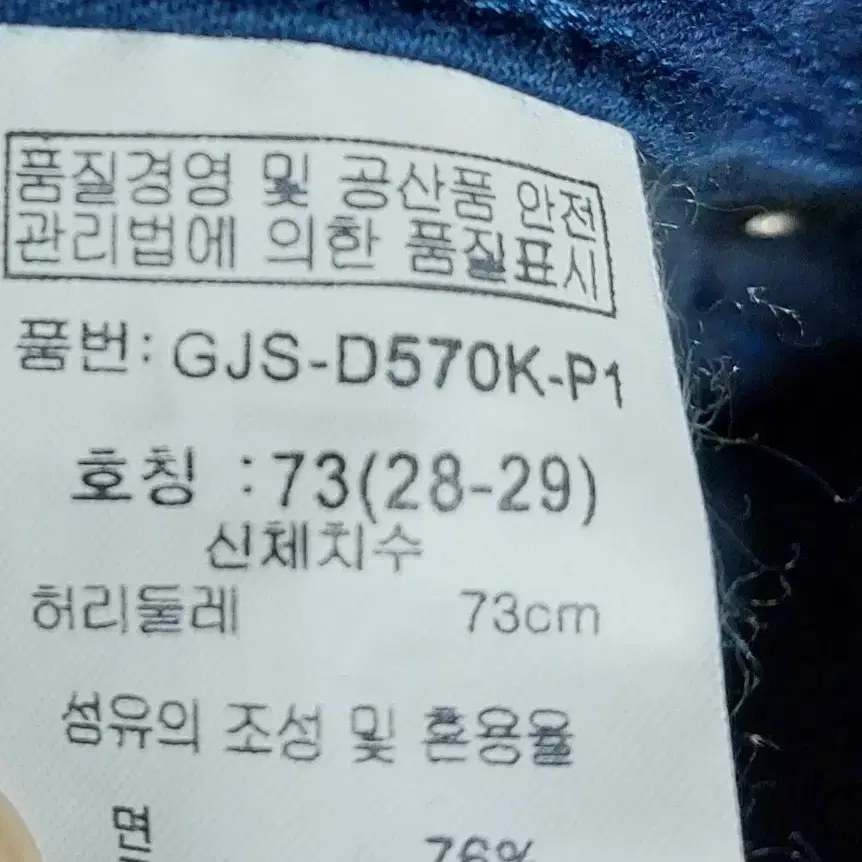 품질경영 및 공산품 안전
관리법에 의한 품질표시
품번: GJS-D570K-P1
호칭 : 73(28-29)
신체치수
허리둘레 73cm
섬유의 조성 및 혼용율
면 76%